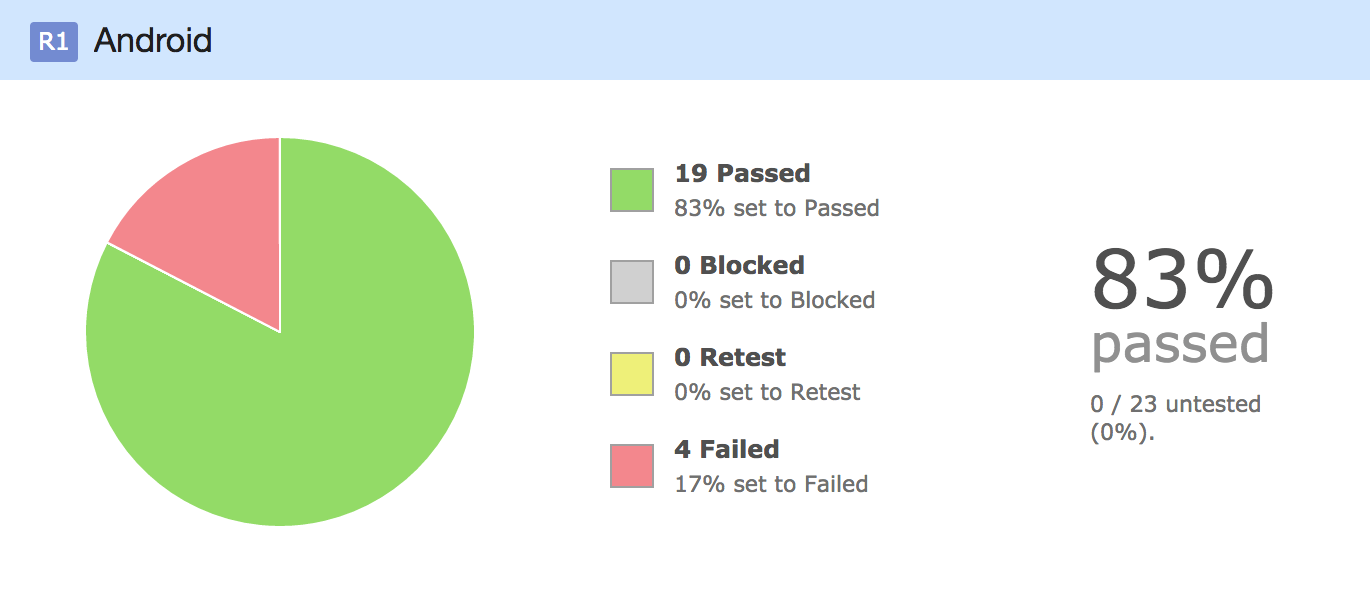 R1 Android
19 Passed
83% set to Passed
0 Blocked
0% set to Blocked
0 Retest
0% set to Retest
4 Failed
17% set to Failed
83%
passed
0 / 23 untested
(0%).